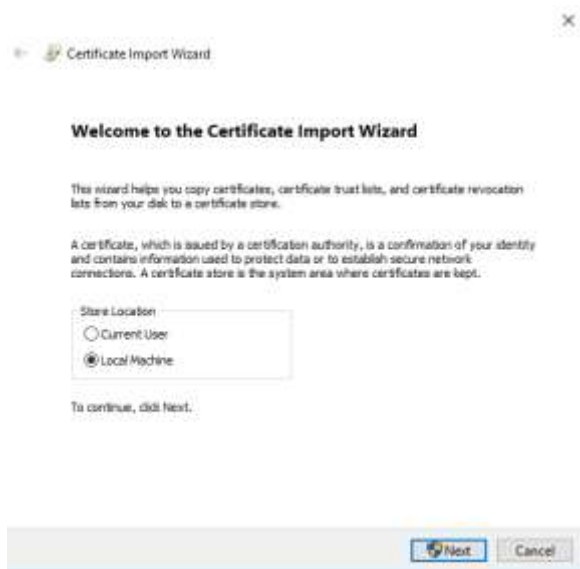 Certificate Import Wizard
Welcome to the Certificate Import Wizard
This wizard helps you copy certificates, certificate trust lists, and certificate revocation
lists from your disk to a certificate store.
A certificate, which is issued by a certification authority, is a confirmation of your identity
and contains information used to protect data or to establish secure network
connections. A certificate store is the system area where certificates are kept.
Store Location
Current User
Local Machine
To continue, click Next.
Next
Cancel